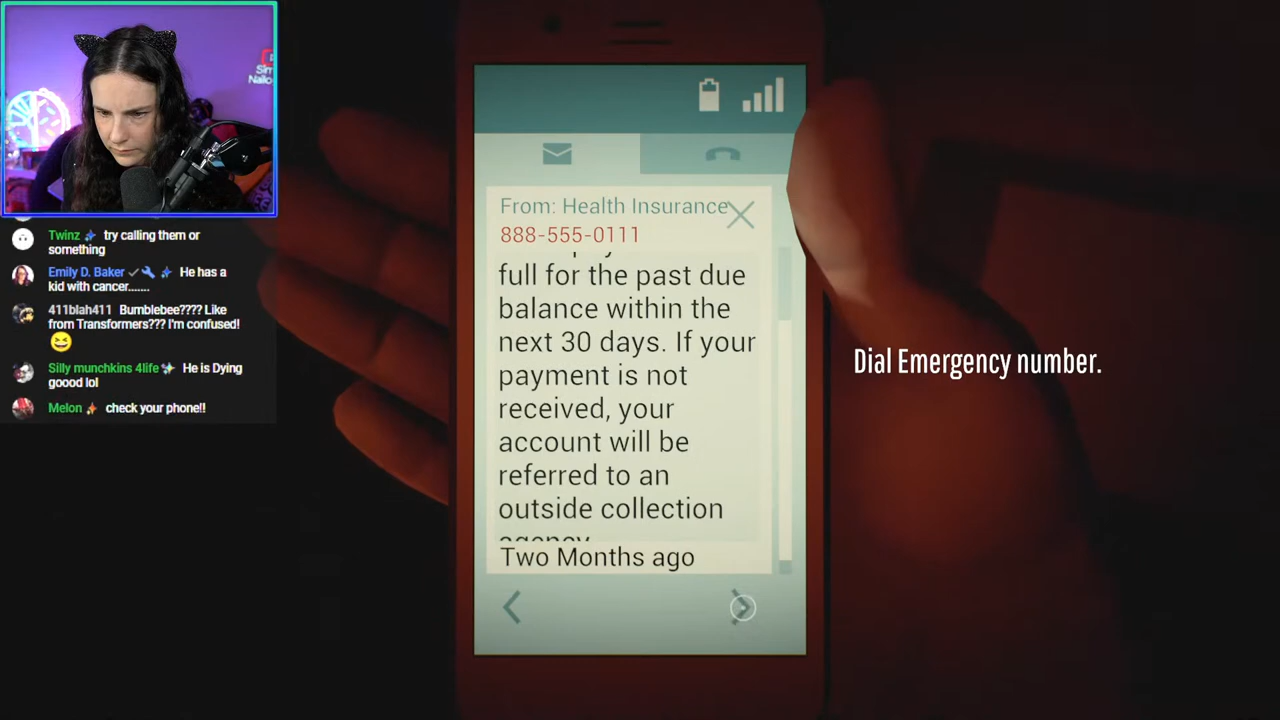 Twinz try calling them or
something
Emily D. Baker He has a
kid with cancer.......
411blah411 Bumblebee???? Like
from Transformers??? I'm confused!
Silly munchkins 4life He is Dying
goood lol
Melon check your phone!!
From: Health Insurance
888-555-0111
full for the past due
balance within the
next 30 days. If your
payment is not
received, your
account will be
referred to an
outside collection
agency
Two Months ago
Dial Emergency number.